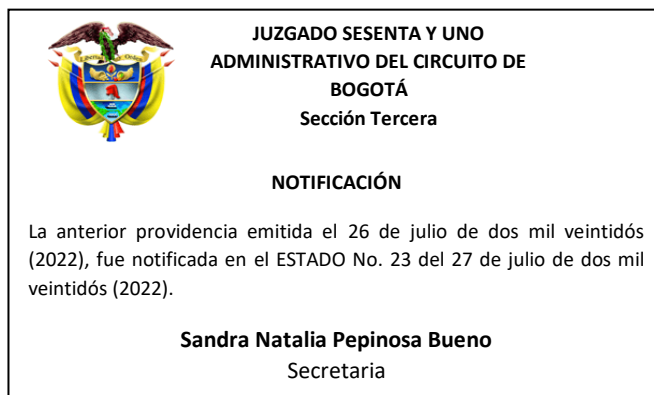 JUZGADO SESENTA Y UNO
ADMINISTRATIVO DEL CIRCUITO DE
BOGOTÁ
Sección Tercera
NOTIFICACIÓN
La anterior providencia emitida el 26 de julio de dos mil veintidós
(2022), fue notificada en el ESTADO No. 23 del 27 de julio de dos mil
veintidós (2022).
Sandra Natalia Pepinosa Bueno
Secretaria